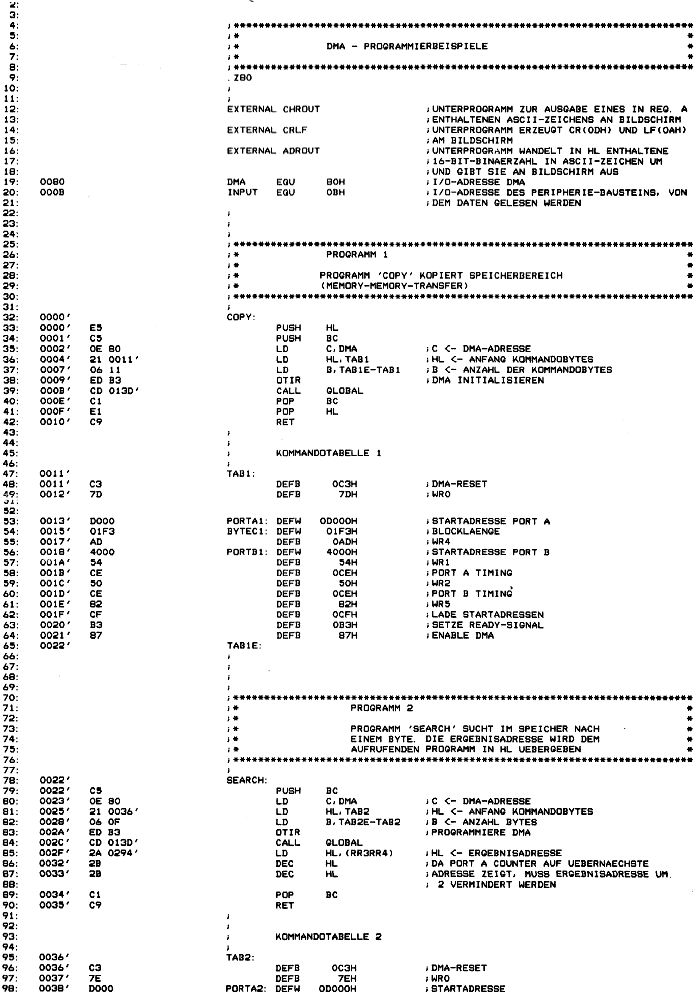 2:
3:
4: ;******************************************************************
5: ;* *
6: ;* DMA - PROGRAMMIERBEISPIELE *
7: ;* *
8: ;******************************************************************
9: .Z80
10: ;
11: ;
12: EXTERNAL CHROUT ;UNTERPROGRAMM ZUR AUSGABE EINES IN REG. A
13: ;ENTHALTENEN ASCII-ZEICHENS AN BILDSCHIRM
14: EXTERNAL CRLF ;UNTERPROGRAMM ERZEUGT CR(0DH) UND LF(0AH)
15: ;AM BILDSCHIRM
16: EXTERNAL ADROUT ;UNTERPROGRAMM WANDELT IN HL ENTHALTENE
17: ;16-BIT-BINAERZAHL IN ASCII-ZEICHEN UM
18: ;UND GIBT SIE AN BILDSCHIRM AUS
19: 0080 DMA EQU 80H ;I/O-ADRESSE DMA
20: 000B INPUT EQU 0BH ;I/O-ADRESSE DES PERIPHERIE-BAUSTEINS, VON
21: ;DEM DATEN GELESEN WERDEN
22: ;
23: ;
24: ;
25: ;******************************************************************
26: ;* PROGRAMM 1 *
27: ;* *
28: ;* PROGRAMM 'COPY' KOPIERT SPEICHERBEREICH *
29: ;* (MEMORY-MEMORY-TRANSFER) *
30: ;******************************************************************
31: ;
32: 0000' COPY:
33: 0000' E5 PUSH HL
34: 0001' C5 PUSH BC
35: 0002' 0E 80 LD C,DMA ;C <- DMA-ADRESSE
36: 0004' 21 0011' LD HL,TAB1 ;HL <- ANFANG KOMMANDOBYTES
37: 0007' 06 11 LD B,TAB1E-TAB1 ;B <- ANZAHL DER KOMMANDOBYTES
38: 0009' ED B3 OTIR ;DMA INITIALISIEREN
39: 000B' CD 013D' CALL GLOBAL
40: 000E' C1 POP BC
41: 000F' E1 POP HL
42: 0010' C9 RET
43: ;
44: ;
45: ; KOMMANDOTABELLE 1
46: ;
47: 0011' TAB1:
48: 0011' C3 DEFB 0C3H ;DMA-RESET
49: 0012' 7D DEFB 7DH ;WR0
52:
53: 0013' D000 PORTA1: DEFW 0D000H ;STARTADRESSE PORT A
54: 0015' 01F3 BYTEC1: DEFW 01F3H ;BLOCKLAENGE
55: 0017' AD DEFB 0ADH ;WR4
56: 0018' 4000 PORTB1: DEFW 4000H ;STARTADRESSE PORT B
57: 001A' 54 DEFB 54H ;WR1
58: 001B' CE DEFB 0CEH ;PORT A TIMING
59: 001C' 50 DEFB 50H ;WR2
60: 001D' CE DEFB 0CEH ;PORT B TIMING
61: 001E' 82 DEFB 82H ;WR5
62: 001F' CF DEFB 0CFH ;LADE STARTADRESSEN
63: 0020' B3 DEFB 0B3H ;SETZE READY-SIGNAL
64: 0021' 87 DEFB 87H ;ENABLE DMA
65: 0022' TAB1E:
66: ;
67: ;
68: ;
69: ;
70: ;******************************************************************
71: ;* PROGRAMM 2 *
72: ;* *
73: ;* PROGRAMM 'SEARCH' SUCHT IM SPEICHER NACH *
74: ;* EINEM BYTE. DIE ERGEBNISADRESSE WIRD DEM *
75: ;* AUFRUFENDEN PROGRAMM IN HL UEBERGEBEN *
76: ;******************************************************************
77: ;
78: 0022' SEARCH:
79: 0022' C5 PUSH BC
80: 0023' 0E 80 LD C,DMA ;C <- DMA-ADRESSE
81: 0025' 21 0036' LD HL,TAB2 ;HL <- ANFANG KOMMANDOBYTES
82: 0028' 06 0F LD B,TAB2E-TAB2 ;B <- ANZAHL BYTES
83: 002A' ED B3 OTIR ;PROGRAMMIERE DMA
84: 002C' CD 013D' CALL GLOBAL
85: 002F' 2A 0294' LD HL,(RR3RR4) ;HL <- ERGEBNISADRESSE
86: 0032' 2B DEC HL ;DA PORT A COUNTER AUF UEBERNAECHSTE
87: 0033' 2B DEC HL ;ADRESSE ZEIGT, MUSS ERGEBNISADRESSE UM
88: ; 2 VERMINDERT WERDEN
89: 0034' C1 POP BC
90: 0035' C9 RET
91: ;
92: ;
93: ; KOMMANDOTABELLE 2
94: ;
95: 0036' TAB2:
96: 0036' C3 DEFB 0C3H ;DMA-RESET
97: 0037' 7E DEFB 7EH ;WR0
98: 0038' D000 PORTA2: DEFW 0D000H ;STARTADRESSE